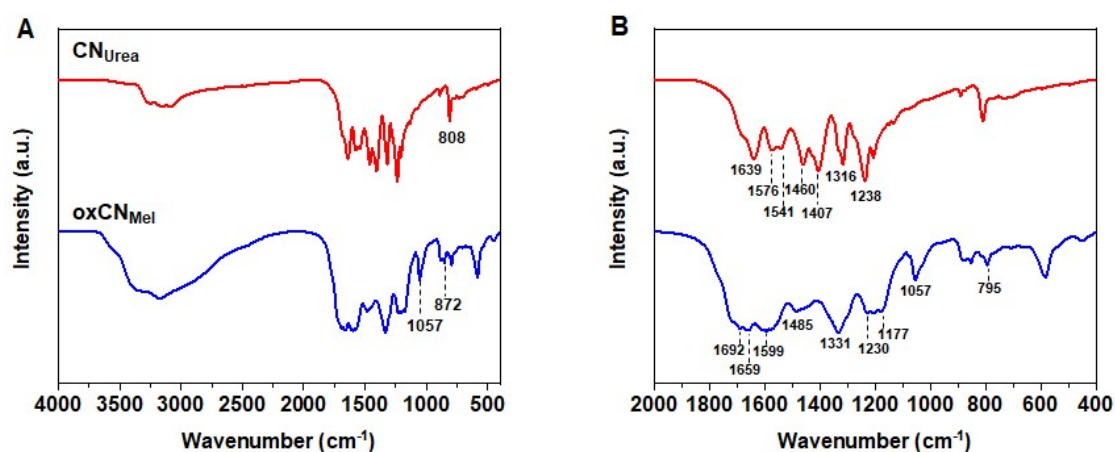 A
CN_Urea
808
oxCN_Mel
872
1057
Intensity (a.u.)
4000 3500 3000 2500 2000 1500 1000 500
Wavenumber (cm⁻¹)
B
1639
1576
1541
1460
1407
1316
1238
1057
795
1692
1659
1599
1485
1331
1230
1177
Intensity (a.u.)
2000 1800 1600 1400 1200 1000 800 600 400
Wavenumber (cm⁻¹)